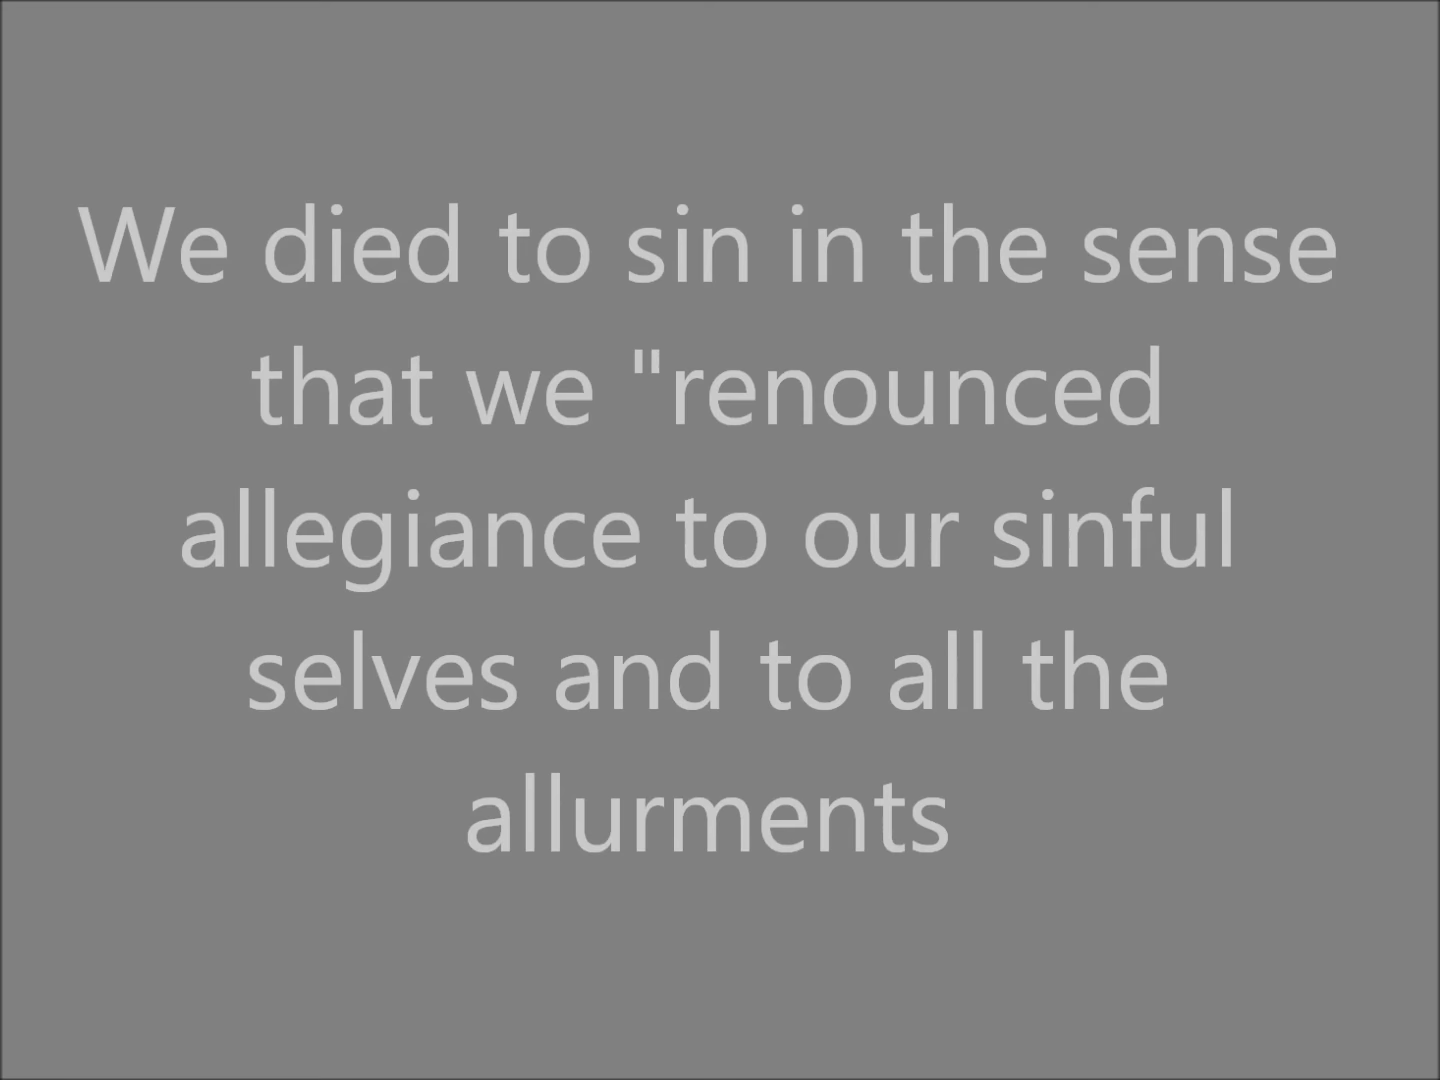 We died to sin in the sense
that we "renounced
allegiance to our sinful
selves and to all the
allurments